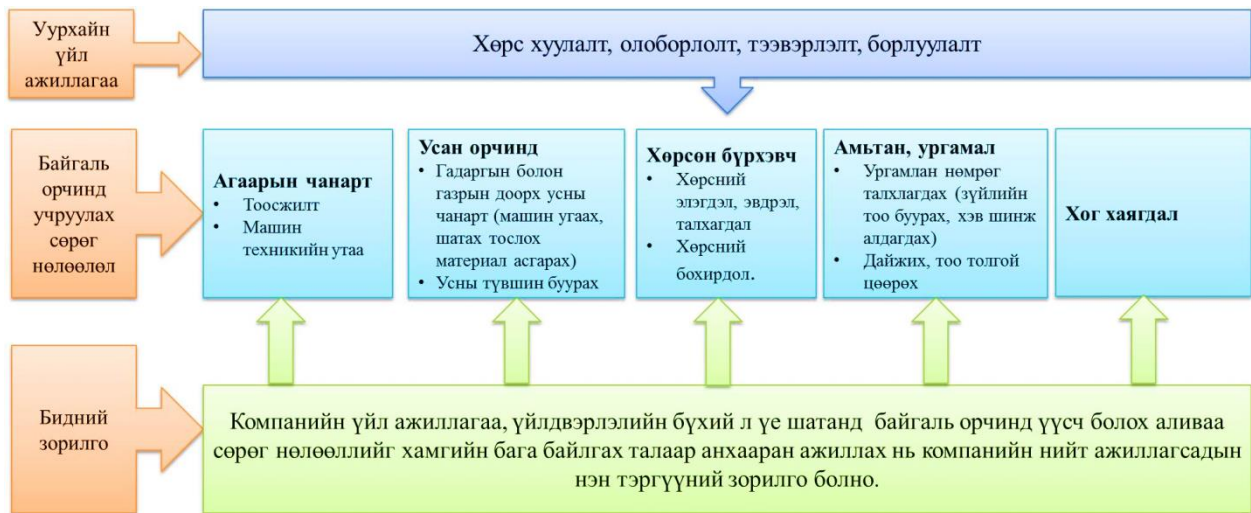 Уурхайн
үйл
ажиллагаа
Хөрс хуулалт, олоборлолт, тээвэрлэлт, борлуулалт
Байгаль
орчинд
учруулах
сөрөг
нөлөөлөл
Агаарын чанарт
• Тоосжилт
• Машин
техникийн утаа
Усан орчинд
• Гадаргын болон
газрын доорх усны
чанарт (машин угаах,
шатах тослох
материал асгарах)
• Усны түвшин буурах
Хөрсөн бүрхэвч
• Хөрсний
элэгдэл, эвдрэл,
талхагдал
• Хөрсний
бохирдол.
Амьтан, ургамал
• Ургамлан нөмрөг
талхлагдах (зүйлийн
тоо буурах, хэв шинж
алдагдах)
• Дайжих, тоо толгой
цөөрөх
Хог хаягдал
Бидний
зорилго
Компанийн үйл ажиллагаа, үйлдвэрлэлийн бүхий л үе шатанд байгаль орчинд үүсч болох аливаа
сөрөг нөлөөллийг хамгийн бага байлгах талаар анхааран ажиллах нь компанийн нийт ажиллагсадын
нэн тэргүүний зорилго болно.